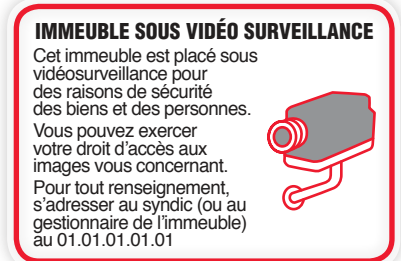 IMMEUBLE SOUS VIDÉO SURVEILLANCE
Cet immeuble est placé sous
vidéosurveillance pour
des raisons de sécurité
des biens et des personnes.
Vous pouvez exercer
votre droit d'accès aux
images vous concernant.
Pour tout renseignement,
s'adresser au syndic (ou au
gestionnaire de l'immeuble)
au 01.01.01.01.01